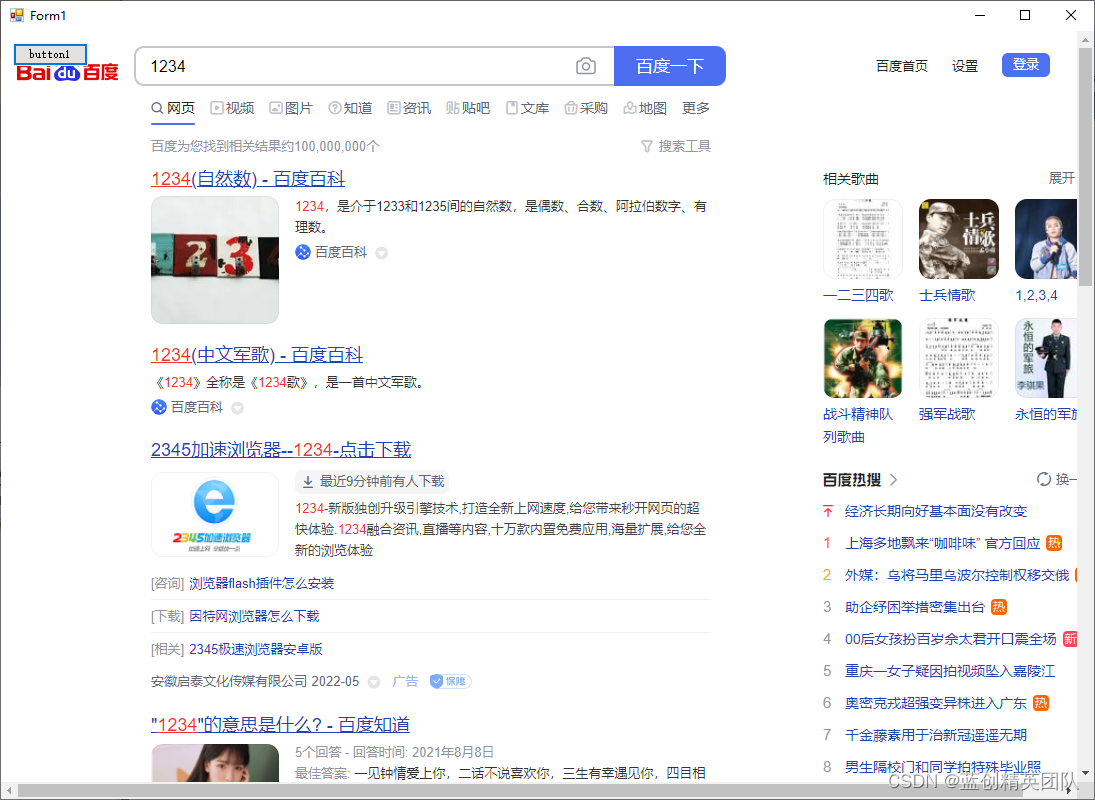 Form1
button1
Bai du 百度
1234
百度一下
百度首页 设置 登录
网页 视频 图片 知道 资讯 贴吧 文库 采购 地图 更多
百度为您找到相关结果约100,000,000个
搜索工具
1234(自然数) - 百度百科
1234，是介于1233和1235间的自然数，是偶数、合数、阿拉伯数字、有
理数。
百度百科
1234(中文军歌) - 百度百科
《1234》全称是《1234歌》，是一首中文军歌。
百度百科
2345加速浏览器--1234-点击下载
2345加速浏览器
最近9分钟前有人下载
1234-新版独创升级引擎技术,打造全新上网速度,给您带来秒开网页的超
快体验.1234融合资讯,直播等内容,十万款内置免费应用,海量扩展,给您全
新的浏览体验
[咨询] 浏览器flash插件怎么安装
[下载] 因特网浏览器怎么下载
[相关] 2345极速浏览器安卓版
安徽启泰文化传媒有限公司 2022-05 广告 保障
"1234"的意思是什么? - 百度知道
5个回答 - 回答时间: 2021年8月8日
最佳答案: 一见钟情爱上你，二话不说喜欢你，三生有幸遇见你，四目相
相关歌曲
展开
士兵情歌
一二三四歌
士兵情歌
1,2,3,4
永恒的军旅
李骐果
战斗精神队
列歌曲
强军战歌
永恒的军旅
百度热搜
换一
经济长期向好基本面没有改变
1 上海多地飘来“咖啡味” 官方回应 热
2 外媒：乌将马里乌波尔控制权移交俄
3 助企纾困举措密集出台 热
4 00后女孩扮百岁佘太君开口震全场 新
5 重庆一女子疑因拍视频坠入嘉陵江
6 奥密克戎超强变异株进入广东 热
7 千金藤素用于治新冠遥遥无期
8 男生隔校门和同学拍特殊毕业照
CSDN @蓝创精英团队